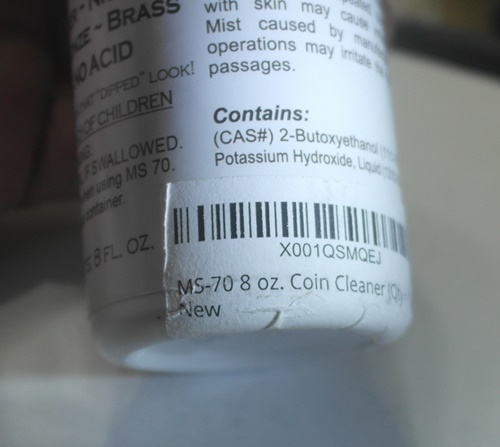 - BRASS
NO ACID
"DIPPED" LOOK!
OF CHILDREN
IF SWALLOWED.
when using MS 70.
container.
8 FL. OZ.
with skin may cause
Mist caused by
operations may irritate
passages.
Contains:
(CAS#) 2-Butoxyethanol
Potassium Hydroxide, Liquid
X001QSMQEJ
MS-70 8 oz. Coin Cleaner (Qty
New